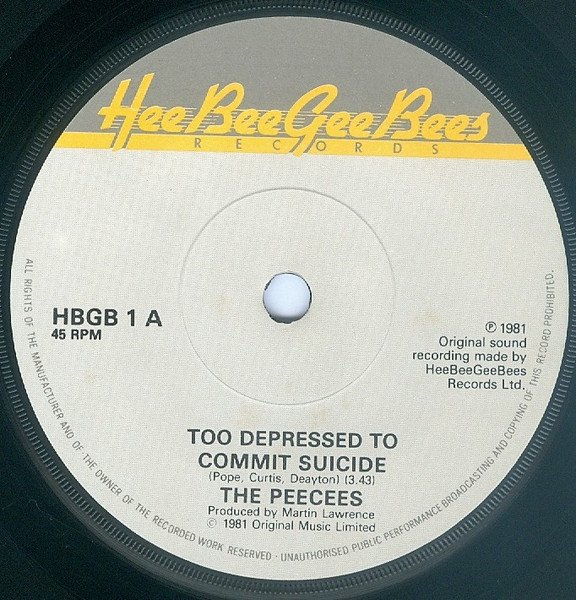 HeeBeeGeeBees
RECORDS
HBGB 1 A
45 RPM
℗ 1981
Original sound
recording made by
HeeBeeGeeBees
Records Ltd.
TOO DEPRESSED TO
COMMIT SUICIDE
(Pope, Curtis, Deayton) (3.43)
THE PEECEES
Produced by Martin Lawrence
© 1981 Original Music Limited
ALL RIGHTS OF THE MANUFACTURER AND OF THE OWNER OF THE RECORDED WORK RESERVED · UNAUTHORISED PUBLIC PERFORMANCE BROADCASTING AND COPYING OF THIS RECORD PROHIBITED.